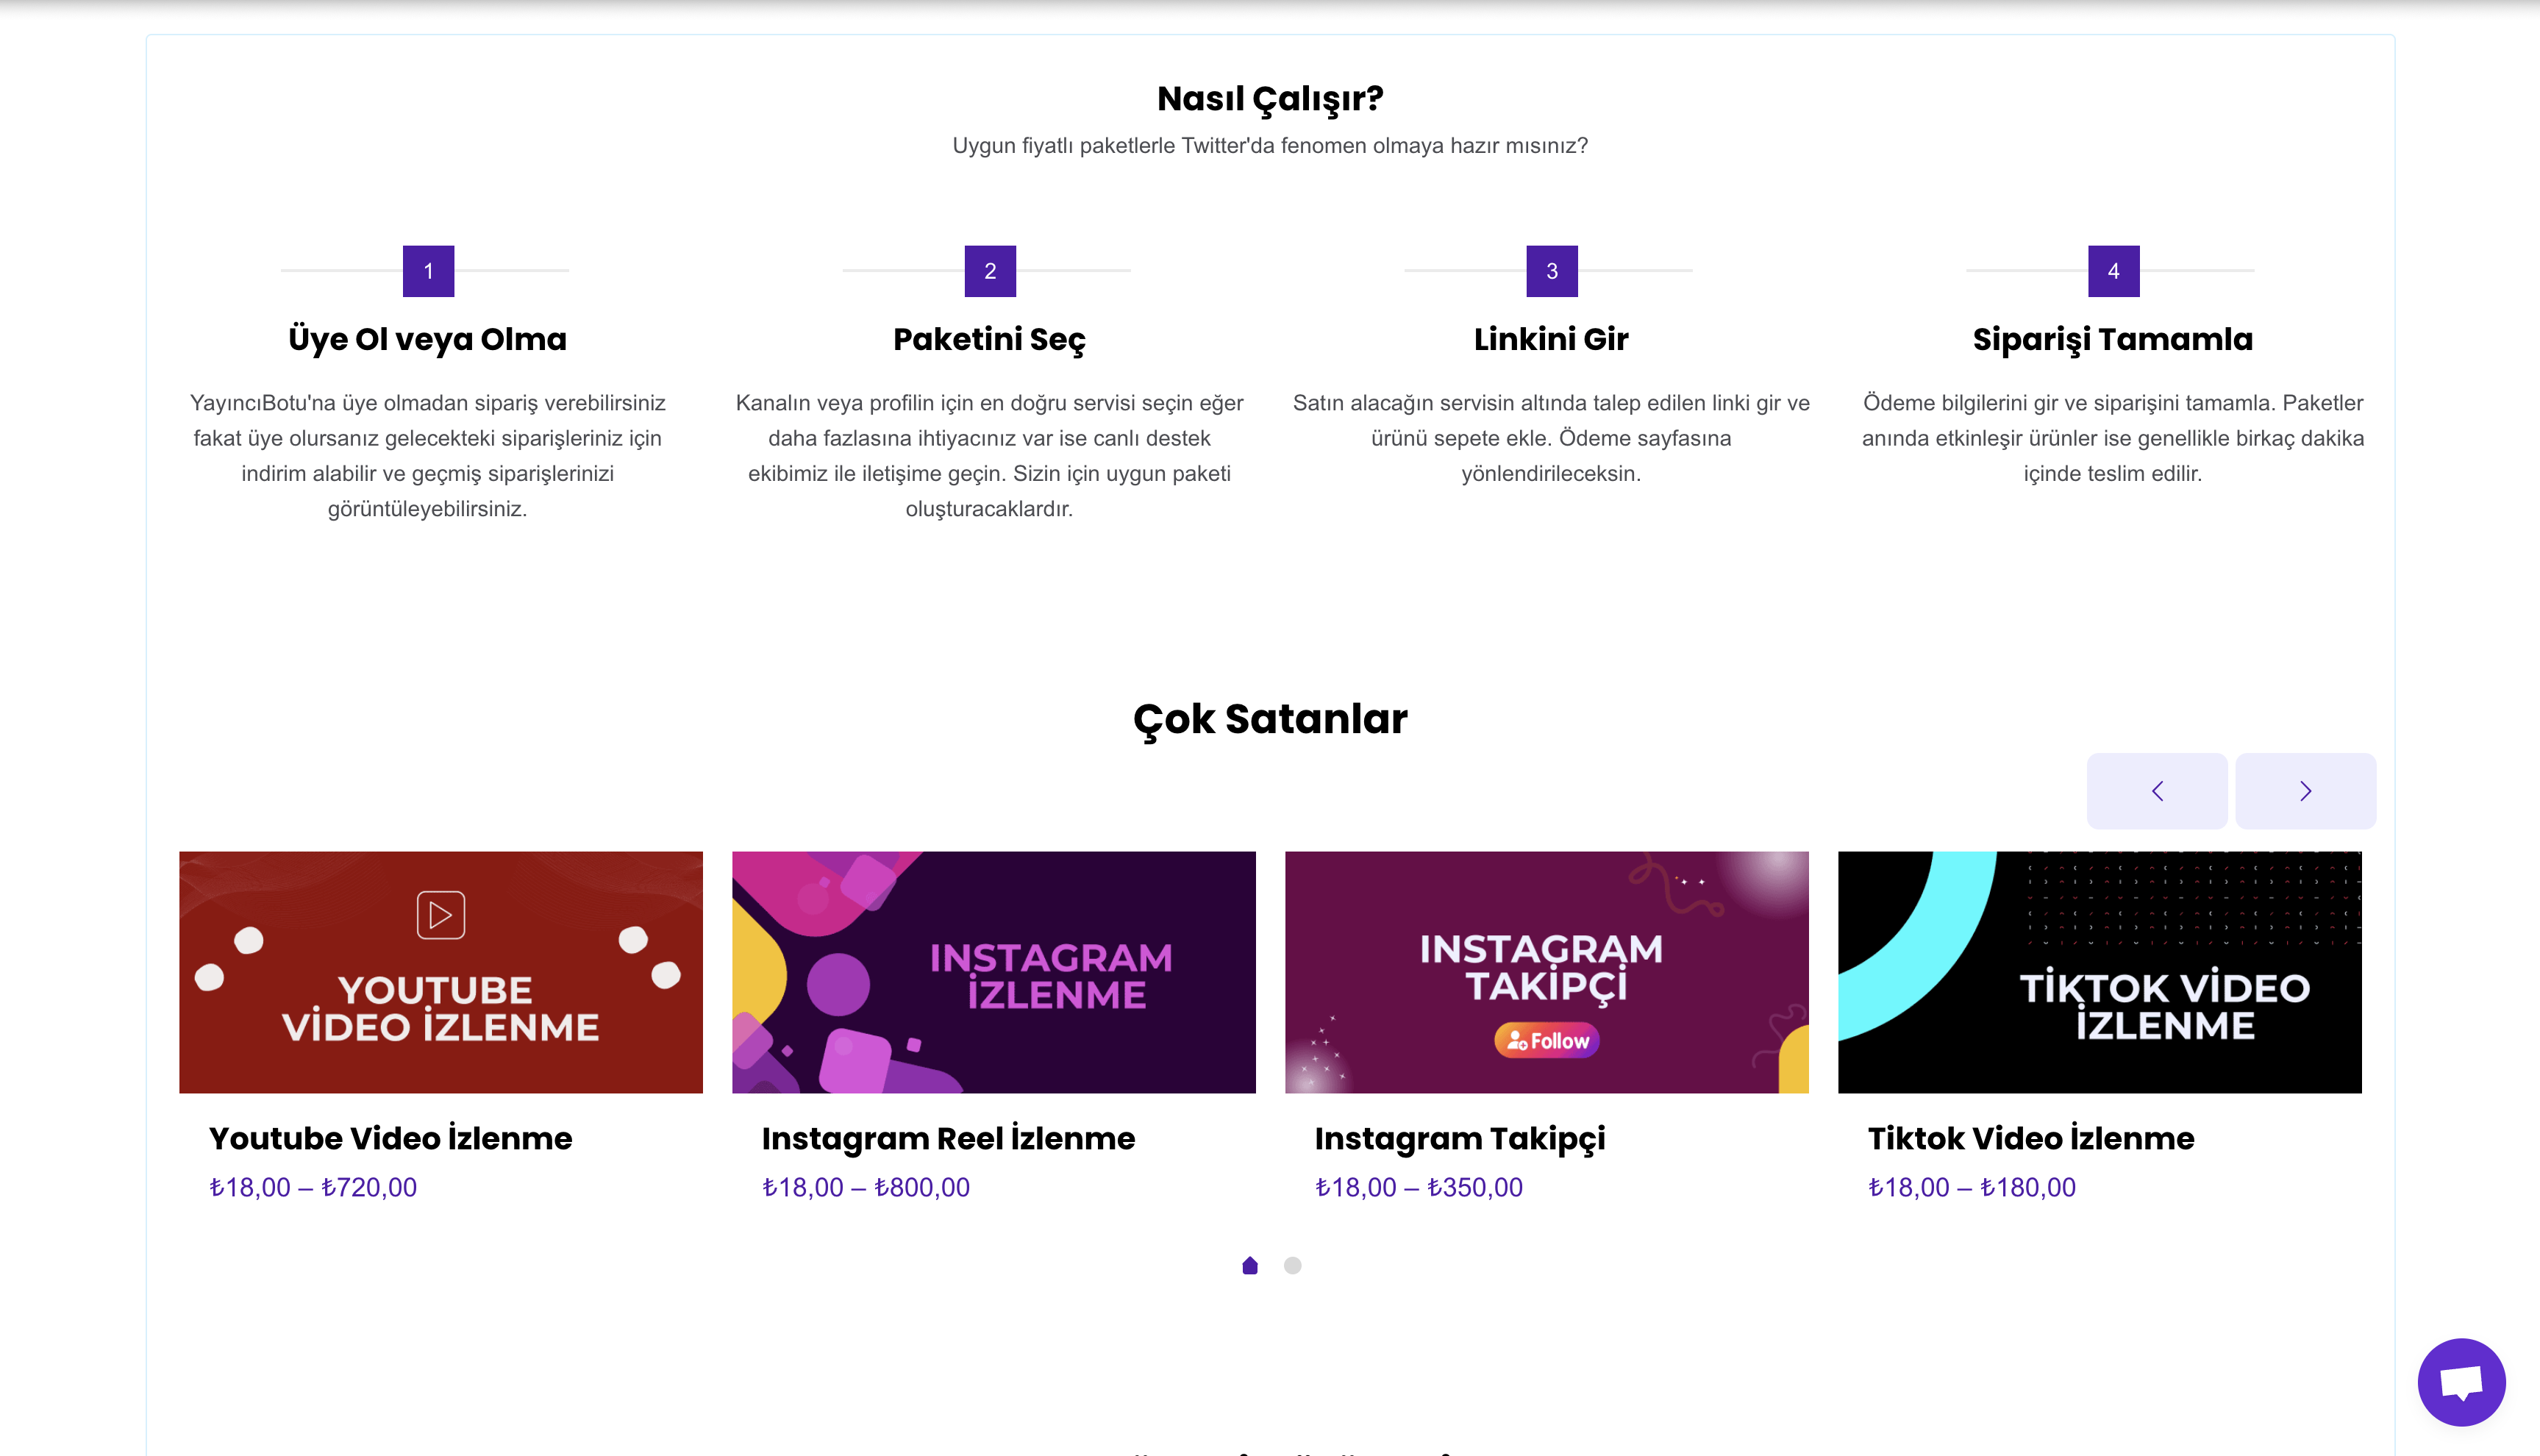 Nasıl Çalışır?
Uygun fiyatlı paketlerle Twitter'da fenomen olmaya hazır mısınız?
1
Üye Ol veya Olma
YayıncıBotu'na üye olmadan sipariş verebilirsiniz
fakat üye olursanız gelecekteki siparişleriniz için
indirim alabilir ve geçmiş siparişlerinizi
görüntüleyebilirsiniz.
2
Paketini Seç
Kanalın veya profilin için en doğru servisi seçin eğer
daha fazlasına ihtiyacınız var ise canlı destek
ekibimiz ile iletişime geçin. Sizin için uygun paketi
oluşturacaklardır.
3
Linkini Gir
Satın alacağın servisin altında talep edilen linki gir ve
ürünü sepete ekle. Ödeme sayfasına
yönlendirileceksin.
4
Siparişi Tamamla
Ödeme bilgilerini gir ve siparişini tamamla. Paketler
anında etkinleşir ürünler ise genellikle birkaç dakika
içinde teslim edilir.
Çok Satanlar
YOUTUBE
VİDEO İZLENME
Youtube Video İzlenme
₺18,00 – ₺720,00
INSTAGRAM
İZLENME
Instagram Reel İzlenme
₺18,00 – ₺800,00
INSTAGRAM
TAKİPÇİ
Follow
Instagram Takipçi
₺18,00 – ₺350,00
TİKTOK VİDEO
İZLENME
Tiktok Video İzlenme
₺18,00 – ₺180,00